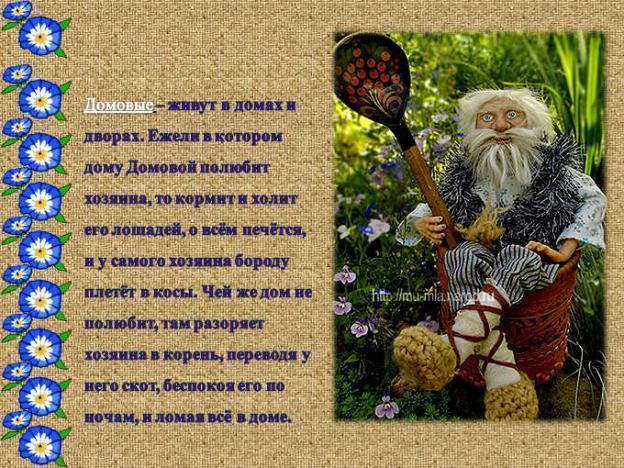 Домовые – живут в домах и
дворах. Ежели в котором
дому Домовой полюбит
хозяина, то кормит и холит
его лошадей, о всём печётся,
и у самого хозяина бороду
плетёт в косы. Чей же дом не
полюбит, там разоряет
хозяина в корень, переводя у
него скот, беспокоя его по
ночам, и ломая всё в доме.
http://mu-mla.narod.ru